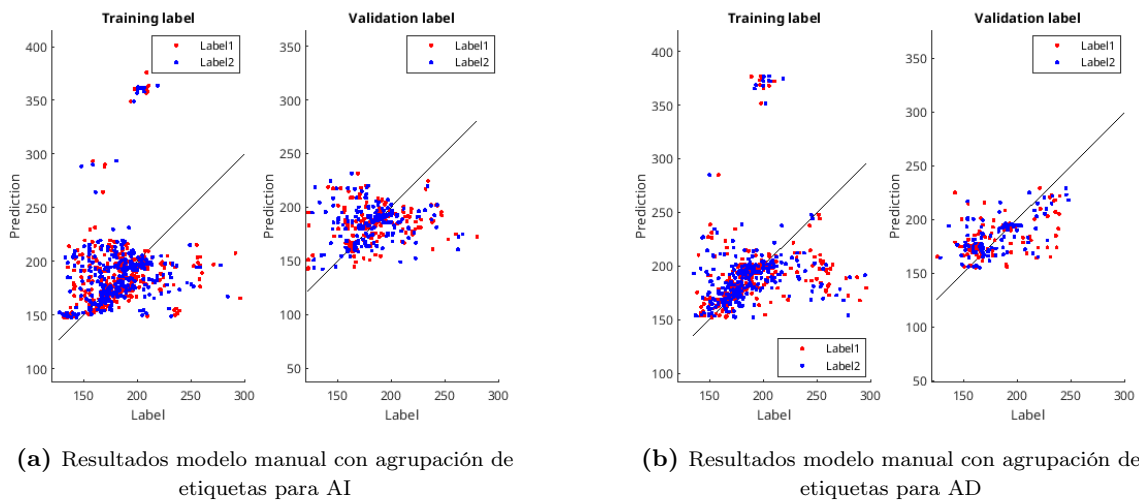 Training label
Validation label
Label1
Label2
Label1
Label2
400
350
300
250
200
150
100
350
300
250
200
150
100
50
Prediction
Prediction
150
200
250
300
150
200
250
300
Label
Label
(a) Resultados modelo manual con agrupación de
etiquetas para AI
Training label
Validation label
Label1
Label2
Label1
Label2
400
350
300
250
200
150
100
350
300
250
200
150
100
50
Prediction
Prediction
150
200
250
300
150
200
250
300
Label
Label
(b) Resultados modelo manual con agrupación de
etiquetas para AD